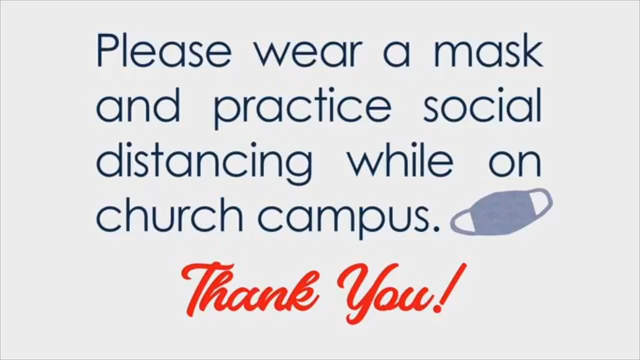 Please wear a mask
and practice social
distancing while on
church campus.
Thank You!